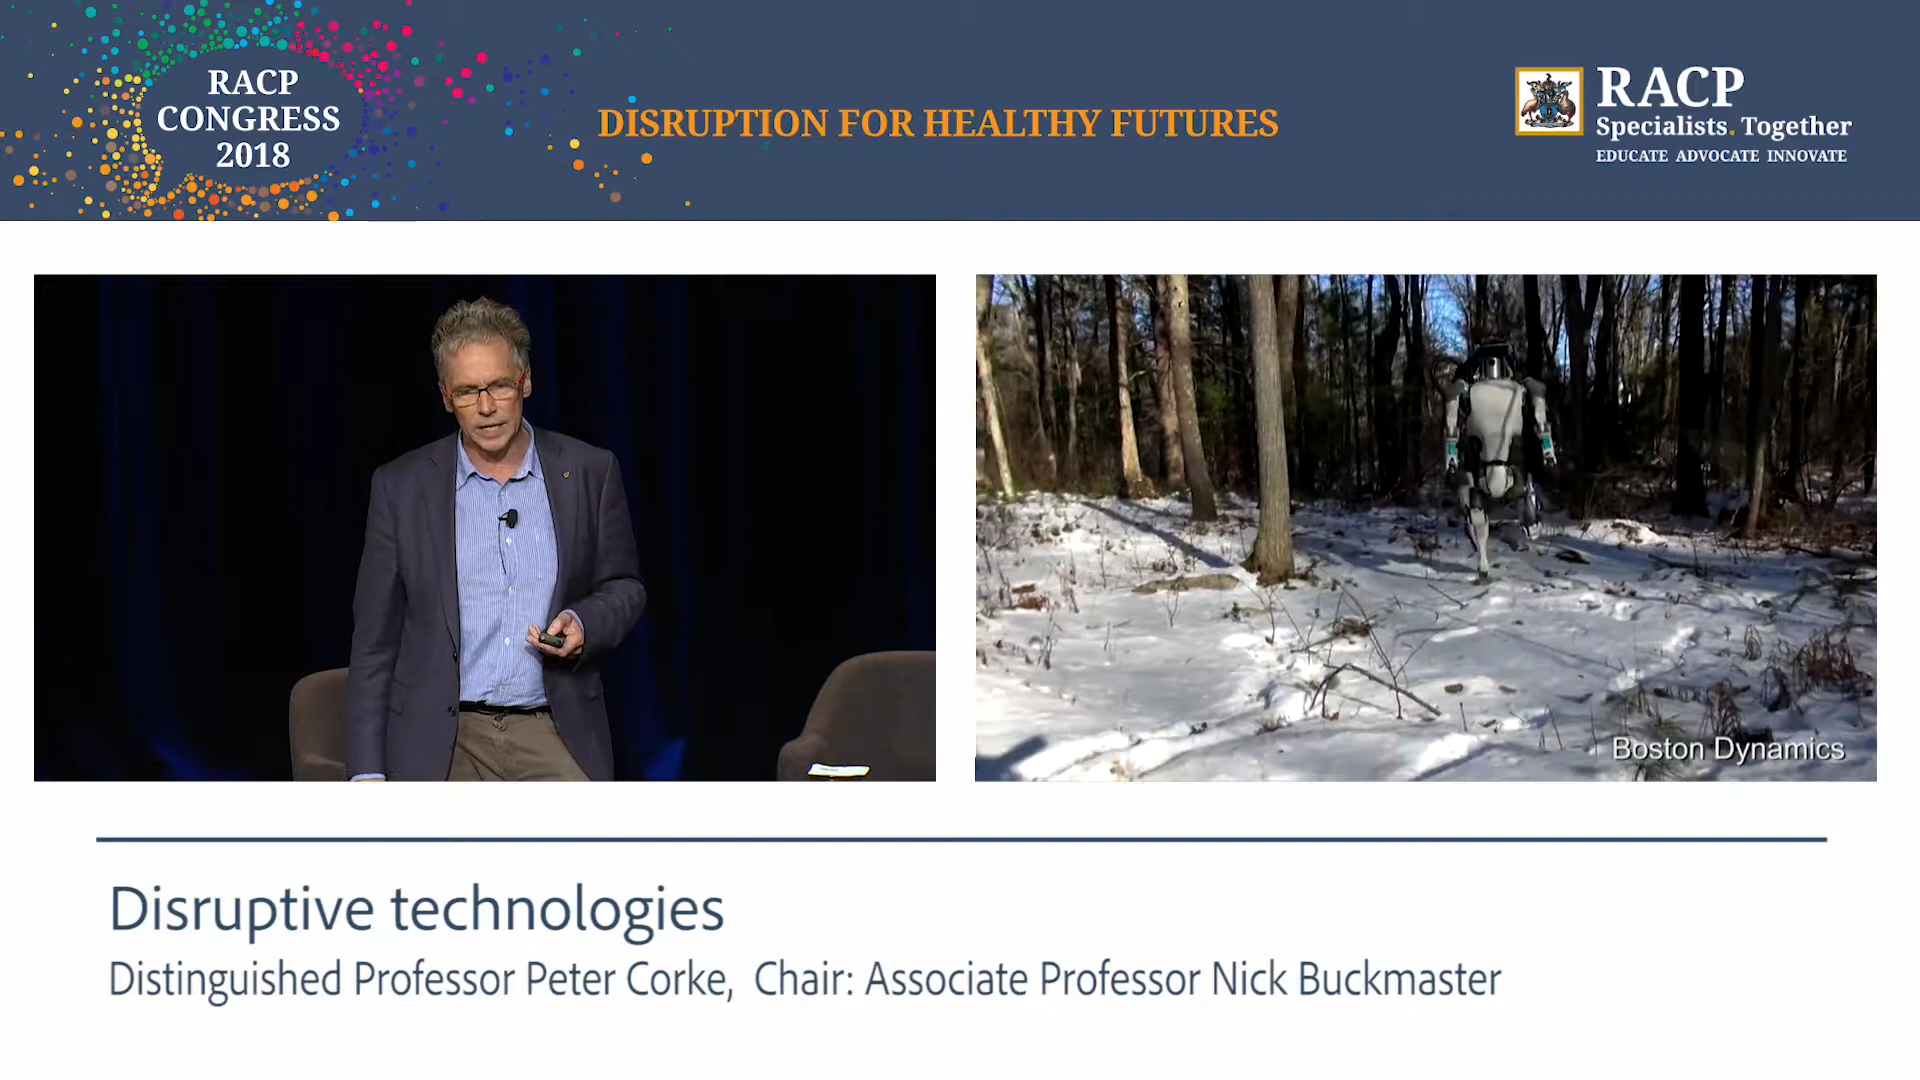 RACP
CONGRESS
2018
DISRUPTION FOR HEALTHY FUTURES
RACP
Specialists. Together
EDUCATE ADVOCATE INNOVATE
Boston Dynamics
Disruptive technologies
Distinguished Professor Peter Corke, Chair: Associate Professor Nick Buckmaster